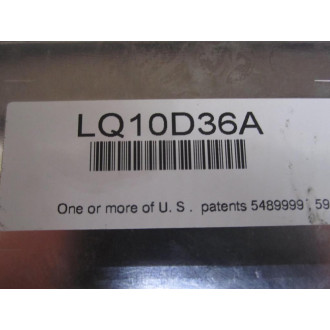 LQ10D36A
One or more of U. S . patents 5489999 , 59